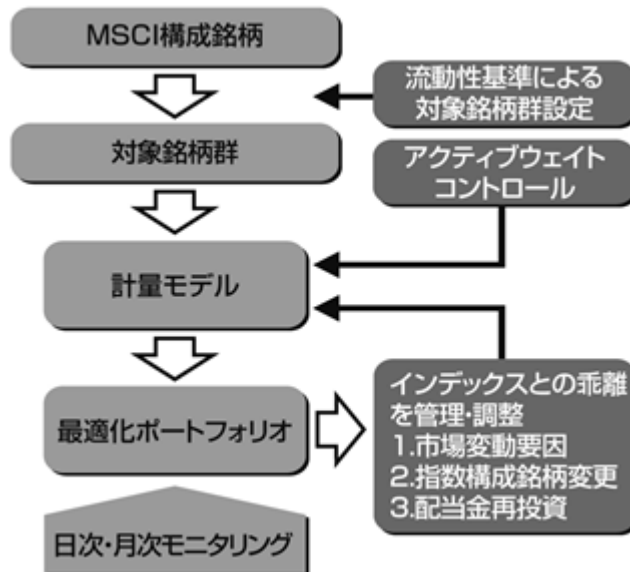 MSCI構成銘柄
流動性基準による
対象銘柄群設定
対象銘柄群
アクティブウェイト
コントロール
計量モデル
最適化ポートフォリオ
インデックスとの乖離
を管理・調整
1.市場変動要因
2.指数構成銘柄変更
3.配当金再投資
日次・月次モニタリング